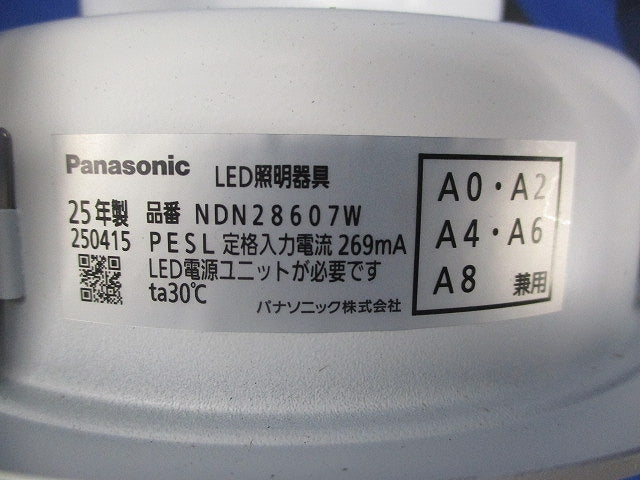 Panasonic LED照明器具
25年製 品番 NDN28607W
250415 PESL 定格入力電流 269mA
LED電源ユニットが必要です
ta30℃
パナソニック株式会社
A0・A2
A4・A6
A8 兼用